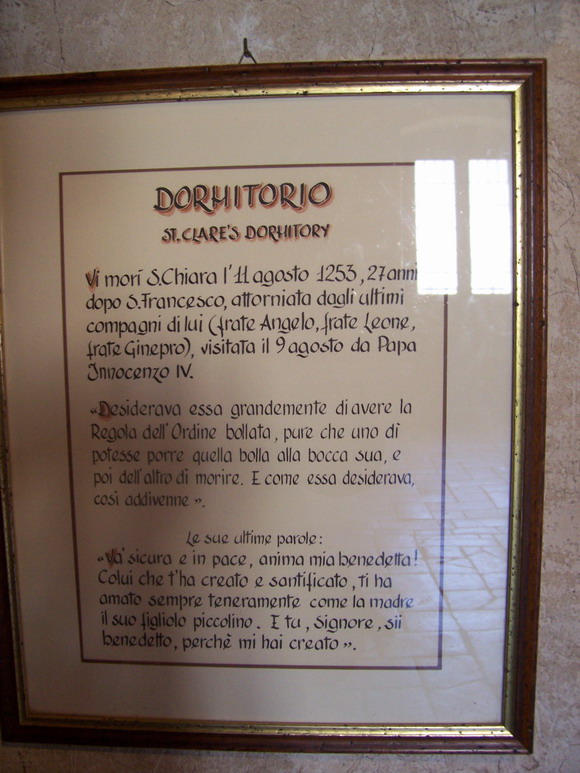 DORMITORIO
ST. CLARE'S DORMITORY
Vi morí S. Chiara l'11 agosto 1253, 27 anni
dopo S. Francesco, attorniata dagli ultimi
compagni di lui (frate Angelo, frate Leone,
frate Ginepro), visitata il 9 agosto da Papa
Innocenzo IV.
«Desiderava essa grandemente di avere la
Regola dell'Ordine bollata, pure che uno dì
potesse porre quella bolla alla bocca sua, e
poi dell'altro di morire. E come essa desiderava,
così addivenne».
Le sue ultime parole:
«Va' sicura e in pace, anima mia benedetta!
Colui che t'ha creato e santificato, ti ha
amato sempre teneramente come la madre
il suo figliolo piccolino. E tu, Signore, sii
benedetto, perchè mi hai creato».